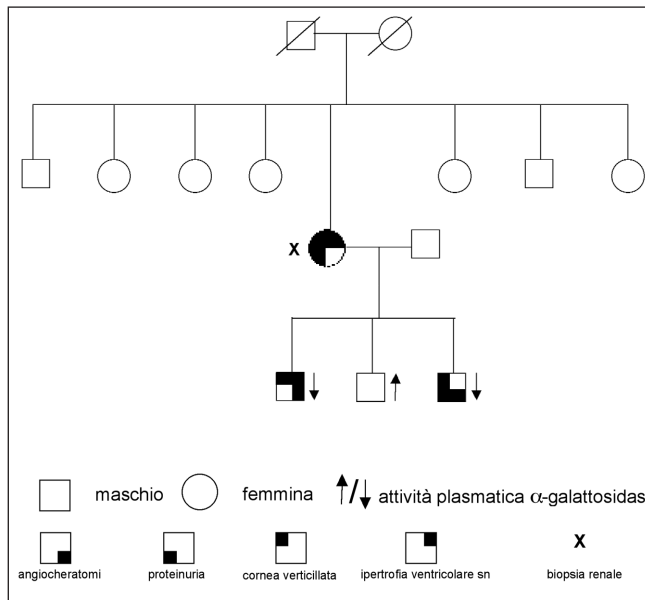 X
maschio femmina / attività plasmatica α-galattosidas
angiocheratomi proteinuria cornea verticillata ipertrofia ventricolare sn X biopsia renale